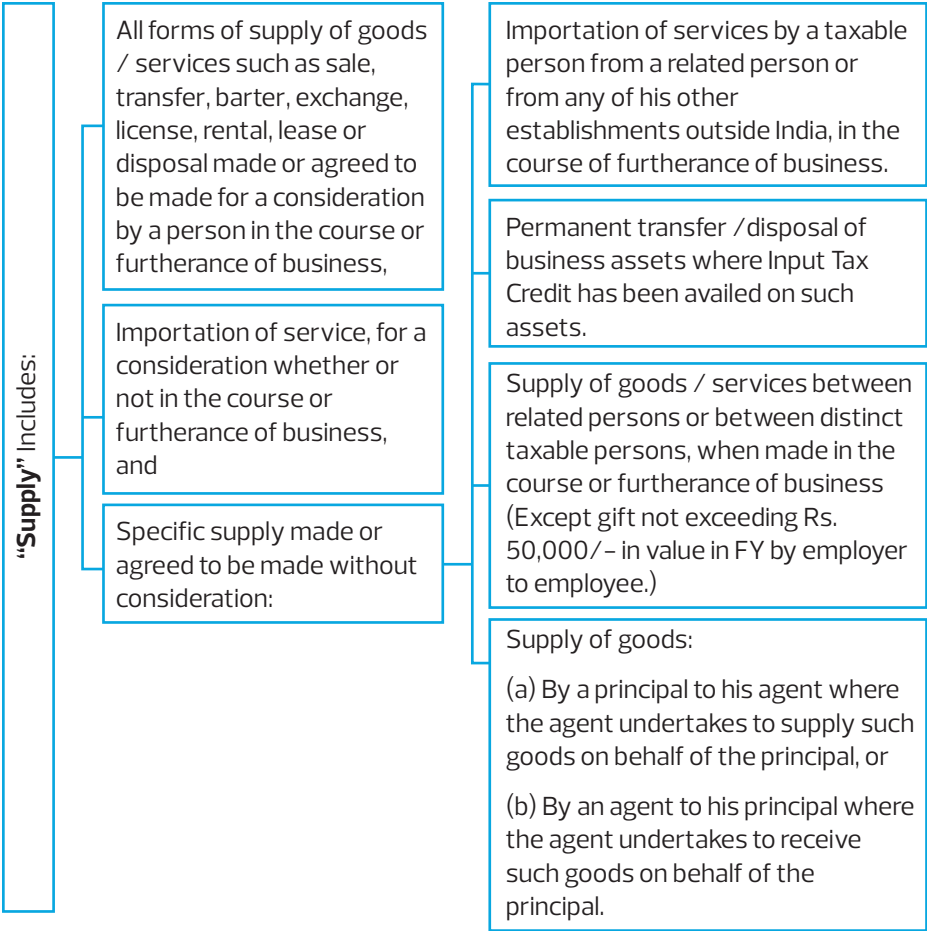 “Supply” Includes:
All forms of supply of goods
/ services such as sale,
transfer, barter, exchange,
license, rental, lease or
disposal made or agreed to
be made for a consideration
by a person in the course or
furtherance of business,
Importation of service, for a
consideration whether or
not in the course or
furtherance of business,
and
Specific supply made or
agreed to be made without
consideration:
Importation of services by a taxable
person from a related person or
from any of his other
establishments outside India, in the
course of furtherance of business.
Permanent transfer /disposal of
business assets where Input Tax
Credit has been availed on such
assets.
Supply of goods / services between
related persons or between distinct
taxable persons, when made in the
course or furtherance of business
(Except gift not exceeding Rs.
50,000/- in value in FY by employer
to employee.)
Supply of goods:
(a) By a principal to his agent where
the agent undertakes to supply such
goods on behalf of the principal, or
(b) By an agent to his principal where
the agent undertakes to receive
such goods on behalf of the
principal.